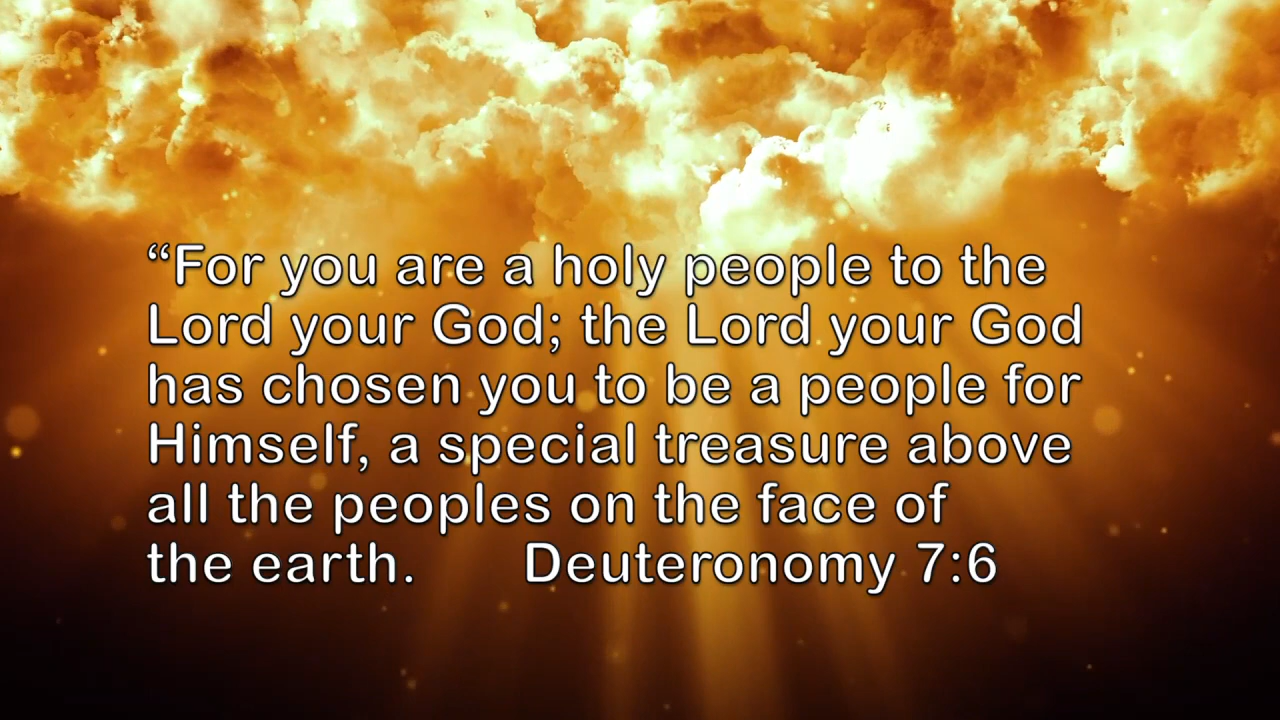 “For you are a holy people to the
Lord your God; the Lord your God
has chosen you to be a people for
Himself, a special treasure above
all the peoples on the face of
the earth. Deuteronomy 7:6